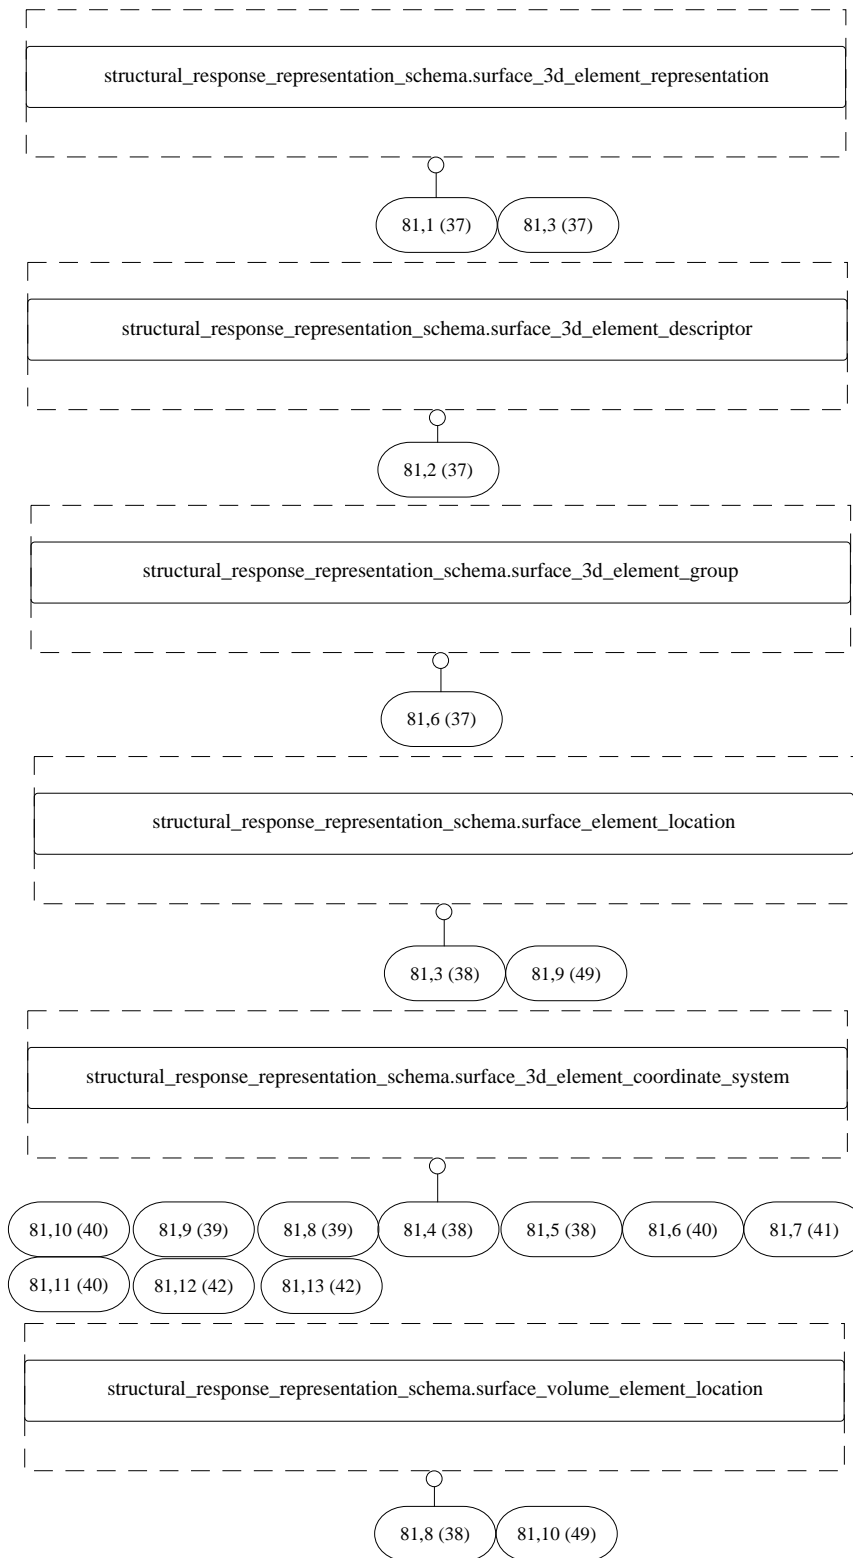 structural_response_representation_schema.surface_3d_element_representation
81,1 (37) 81,3 (37)
structural_response_representation_schema.surface_3d_element_descriptor
81,2 (37)
structural_response_representation_schema.surface_3d_element_group
81,6 (37)
structural_response_representation_schema.surface_element_location
81,3 (38) 81,9 (49)
structural_response_representation_schema.surface_3d_element_coordinate_system
81,10 (40) 81,9 (39) 81,8 (39) 81,4 (38) 81,5 (38) 81,6 (40) 81,7 (41)
81,11 (40) 81,12 (42) 81,13 (42)
structural_response_representation_schema.surface_volume_element_location
81,8 (38) 81,10 (49)